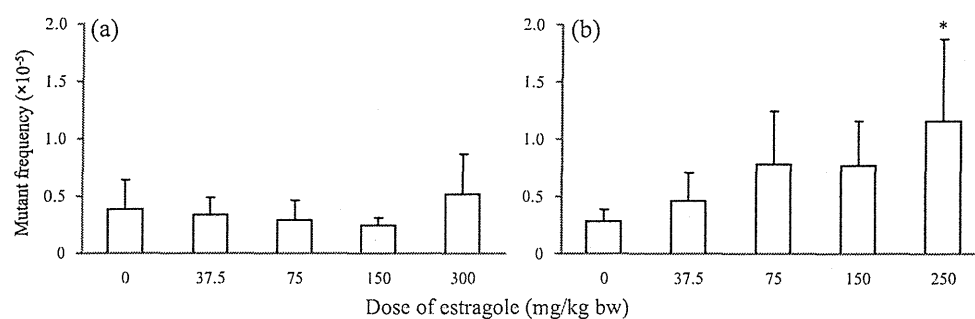 (a)
(b)
*
Mutant frequency (×10⁻⁵)
2.0
1.5
1.0
0.5
0
2.0
1.5
1.0
0.5
0
0 37.5 75 150 300
0 37.5 75 150 250
Dose of estragole (mg/kg bw)